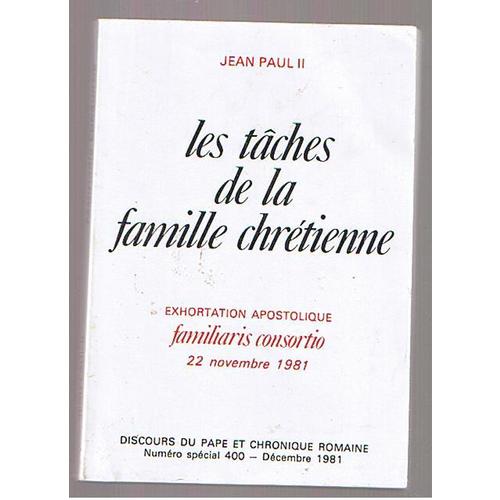 JEAN PAUL II
les tâches
de la
famille chrétienne
EXHORTATION APOSTOLIQUE
familiaris consortio
22 novembre 1981
DISCOURS DU PAPE ET CHRONIQUE ROMAINE
Numéro spécial 400 — Décembre 1981